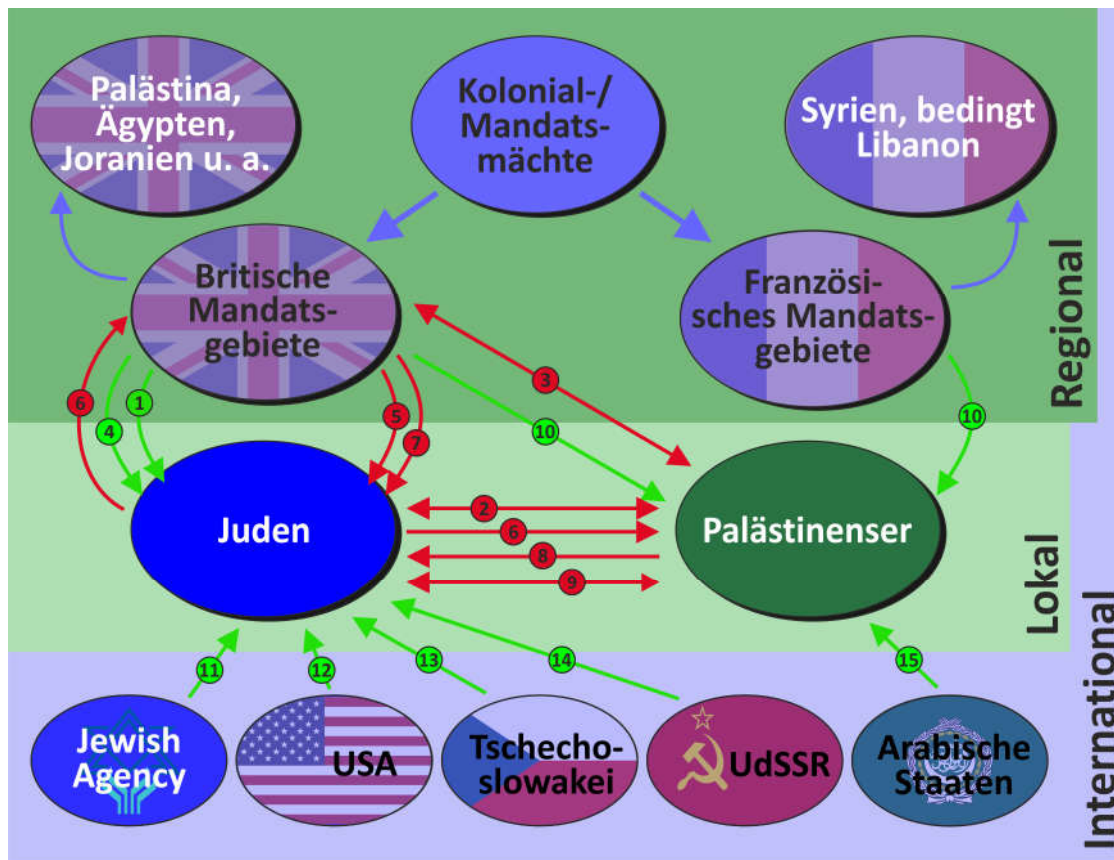 Palästina,
Ägypten,
Joranien u. a.
Kolonial-/
Mandats-
mächte
Syrien, bedingt
Libanon
Britische
Mandats-
gebiete
Französi-
sches Mandats-
gebiete
Regional
6
4
1
5
7
3
10
10
Juden
2
6
8
9
Palästinenser
Lokal
11
12
13
14
15
Jewish
Agency
USA
Tschecho-
slowakei
UdSSR
Arabische
Staaten
International